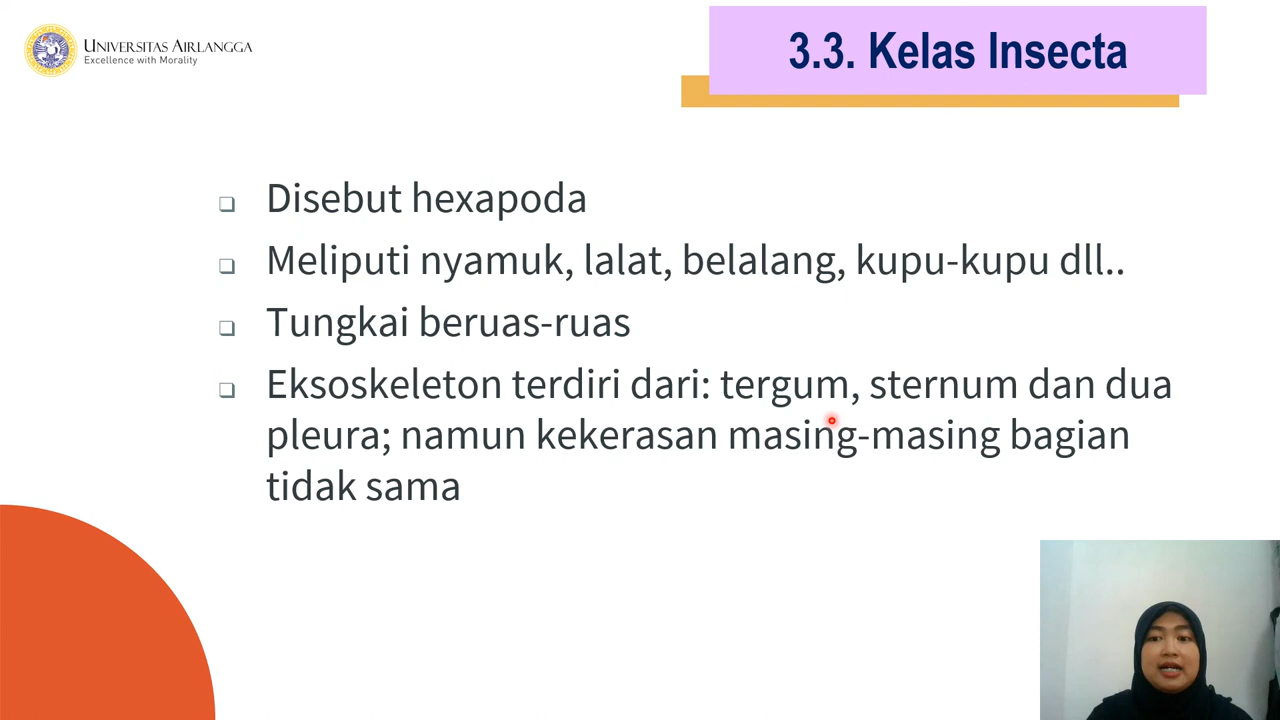 UNIVERSITAS AIRLANGGA
Excellence with Morality
3.3. Kelas Insecta
Disebut hexapoda
Meliputi nyamuk, lalat, belalang, kupu-kupu dll..
Tungkai beruas-ruas
Eksoskeleton terdiri dari: tergum, sternum dan dua
pleura; namun kekerasan masing-masing bagian
tidak sama